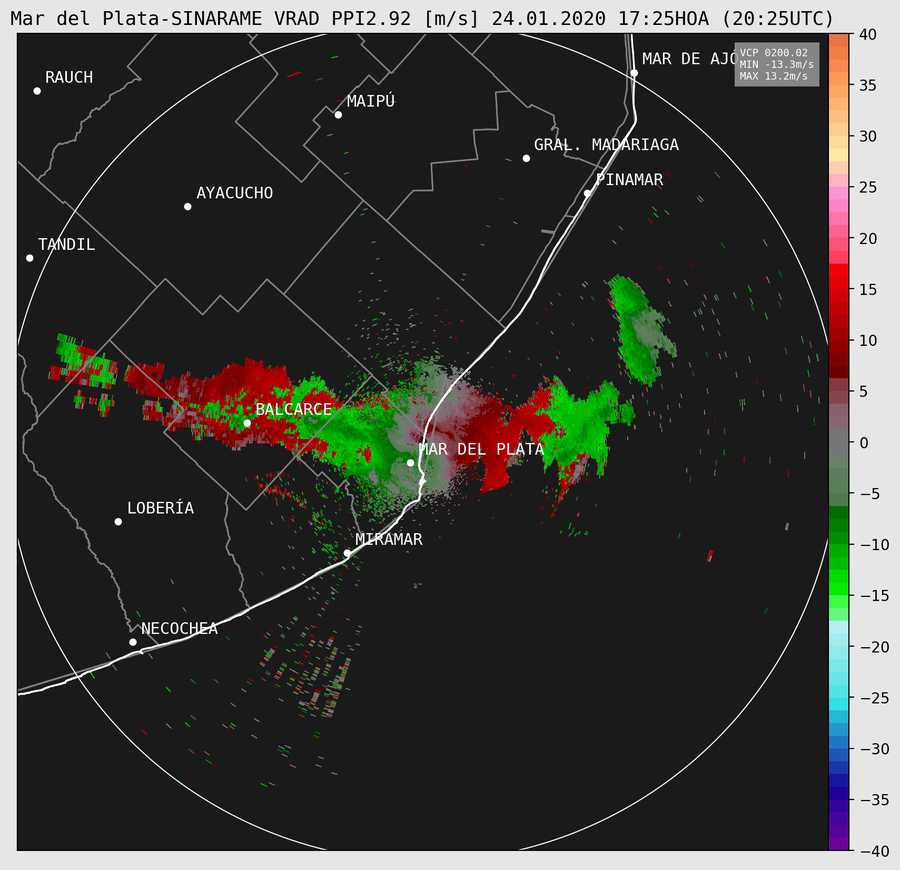 Mar del Plata-SINARAME VRAD PPI2.92 [m/s] 24.01.2020 17:25HOA (20:25UTC)
VCP 0200.02
MIN -13.3m/s
MAX 13.2m/s
MAR DE AJÓ
RAUCH
MAIPÚ
GRAL. MADARIAGA
PINAMAR
AYACUCHO
TANDIL
BALCARCE
MAR DEL PLATA
LOBERÍA
MIRAMAR
NECOCHEA
40
35
30
25
20
15
10
5
0
−5
−10
−15
−20
−25
−30
−35
−40